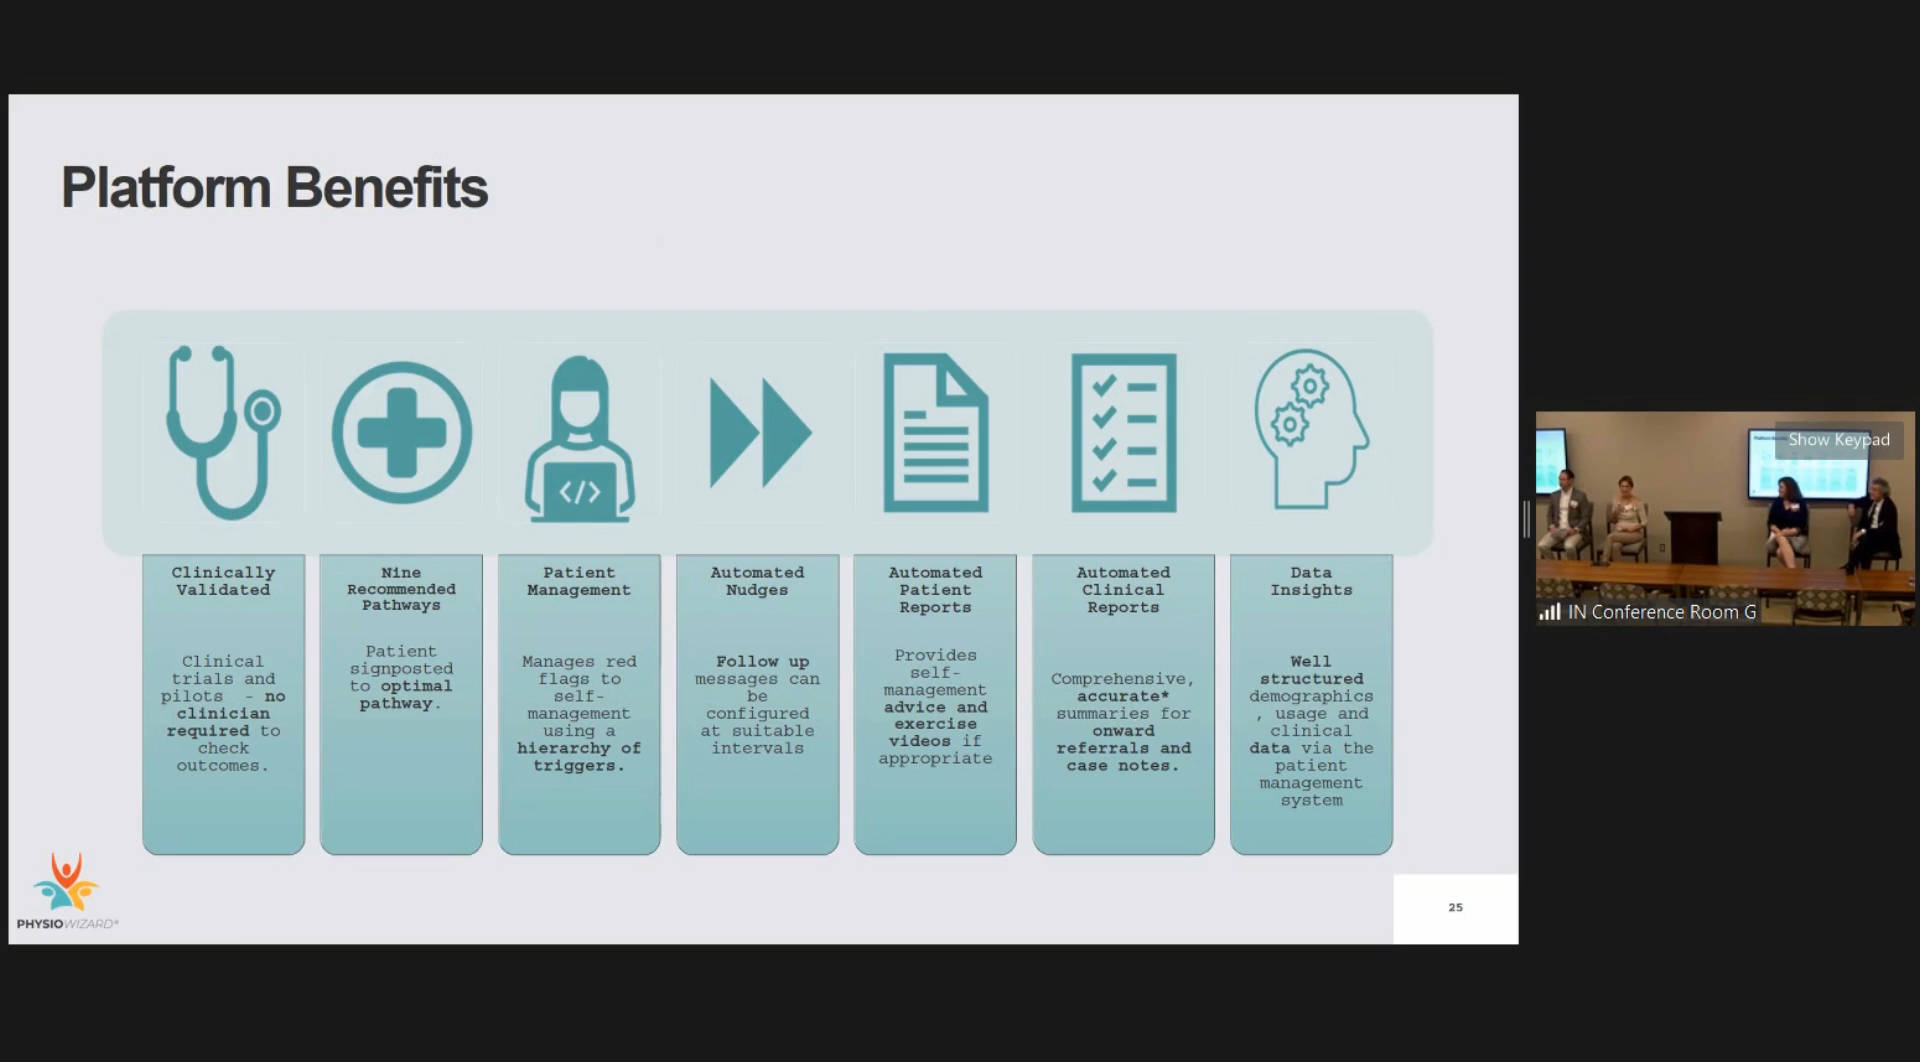 Platform Benefits
Clinically
Validated
Clinical
trials and
pilots - no
clinician
required to
check
outcomes.
Nine
Recommended
Pathways
Patient
signposted
to optimal
pathway.
Patient
Management
Manages red
flags to
self-
management
using a
hierarchy of
triggers.
Automated
Nudges
Follow up
messages can
be
configured
at suitable
intervals
Automated
Patient
Reports
Provides
self-
management
advice and
exercise
videos if
appropriate
Automated
Clinical
Reports
Comprehensive,
accurate*
summaries for
onward
referrals and
case notes.
Data
Insights
Well
structured
demographics
, usage and
clinical
data via the
patient
management
system
</>
PHYSIOWIZARD®
25
Show Keypad
IN Conference Room G